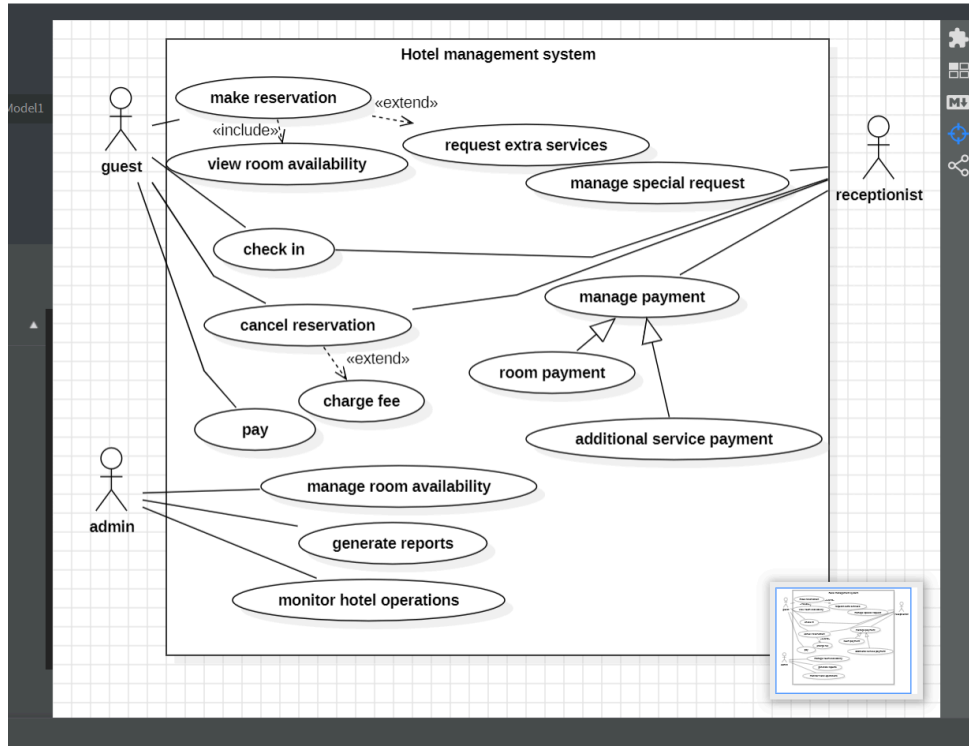 Hotel management system
make reservation
«extend»
Model1
«include»
request extra services
guest
view room availability
manage special request
receptionist
check in
manage payment
cancel reservation
«extend»
room payment
charge fee
pay
additional service payment
manage room availability
admin
generate reports
monitor hotel operations
M